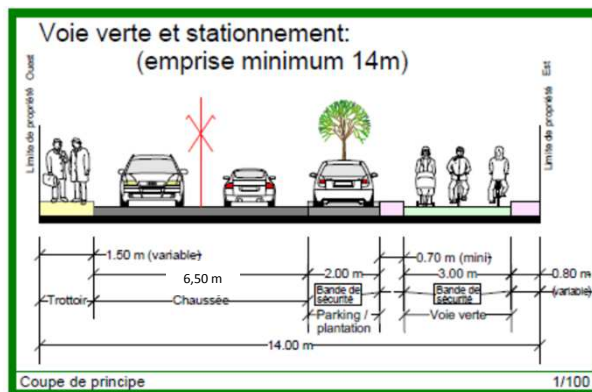 Voie verte et stationnement:
(emprise minimum 14m)
Limite de propriété Ouest
Limite de propriété Est
1.50 m (variable)
0.70 m (mini)
6,50 m
2.00 m
3.00 m
0.80 m
(variable)
Trottoir
Chaussée
Bande de
sécurité
Bande de
sécurité
Parking /
plantation
Voie verte
14.00 m
Coupe de principe
1/100